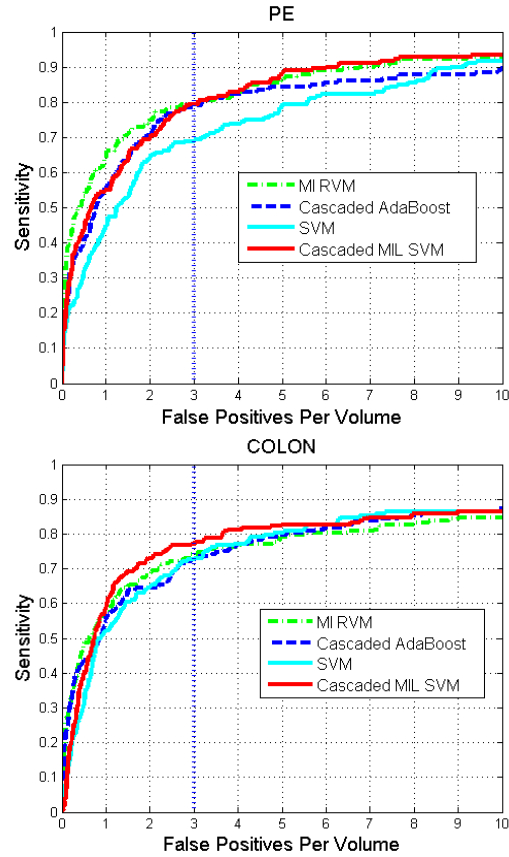 PE
1
0.9
0.8
0.7
0.6
0.5
0.4
0.3
0.2
0.1
0
Sensitivity
MI RVM
Cascaded AdaBoost
SVM
Cascaded MIL SVM
0 1 2 3 4 5 6 7 8 9 10
False Positives Per Volume
COLON
1
0.9
0.8
0.7
0.6
0.5
0.4
0.3
0.2
0.1
0
Sensitivity
MI RVM
Cascaded AdaBoost
SVM
Cascaded MIL SVM
0 1 2 3 4 5 6 7 8 9 10
False Positives Per Volume